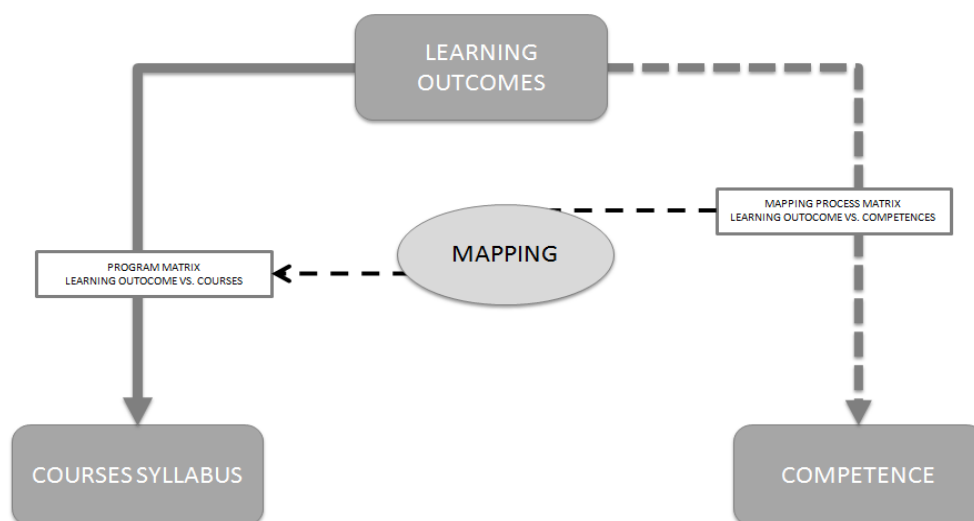 LEARNING
OUTCOMES
MAPPING PROCESS MATRIX
LEARNING OUTOCOME VS. COMPETENCES
MAPPING
PROGRAM MATRIX
LEARNING OUTOCOME VS. COURSES
COURSES SYLLABUS
COMPETENCE